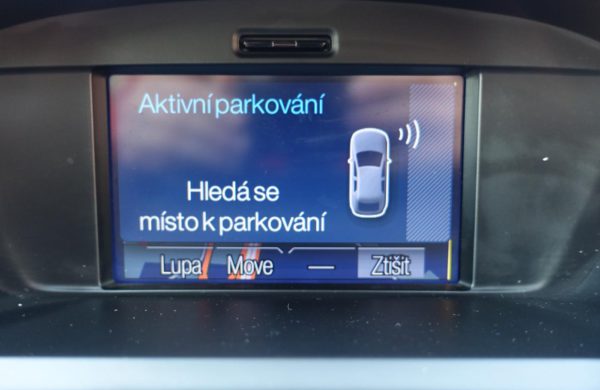 Aktivní parkování
Hledá se
místo k parkování
Lupa Move — Ztišit